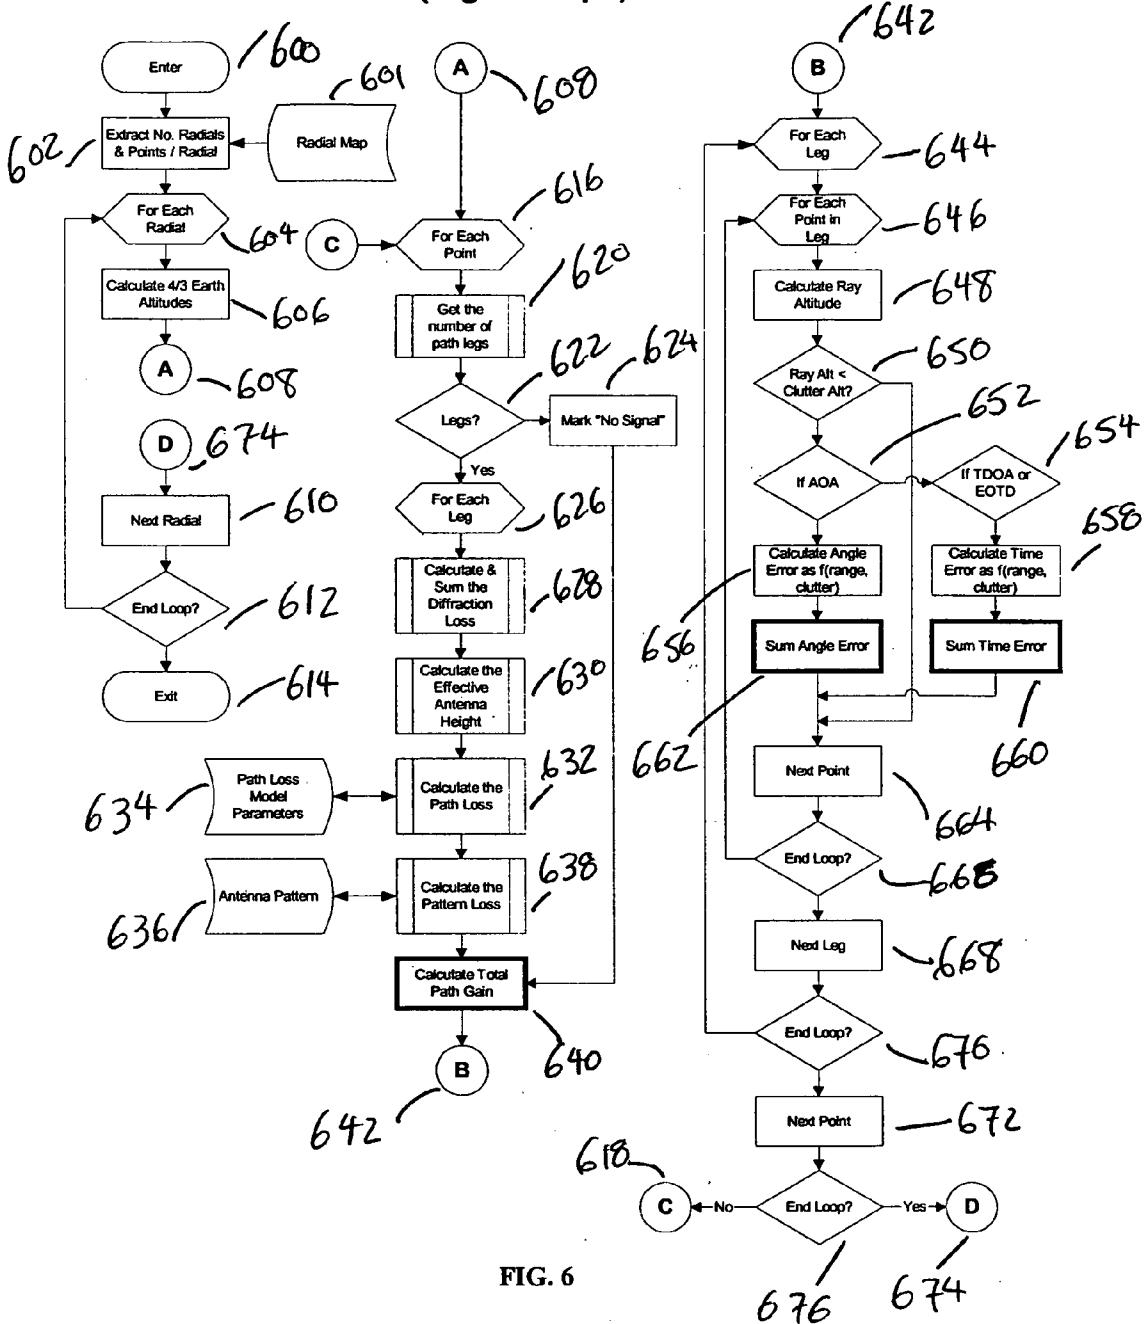 Enter
600
Extract No. Radials
& Points / Radial
602
Radial Map
601
For Each
Radial
604
Calculate 4/3 Earth
Altitudes
606
A
608
D
674
Next Radial
610
End Loop?
612
Exit
614
A
608
C
For Each
Point
616
Get the
number of
path legs
620
Legs?
622
Mark "No Signal"
624
Yes
For Each
Leg
626
Calculate &
Sum the
Diffraction
Loss
628
Calculate the
Effective
Antenna
Height
630
Path Loss
Model
Parameters
634
Calculate the
Path Loss
632
Antenna Pattern
636
Calculate the
Pattern Loss
638
Calculate Total
Path Gain
640
B
642
B
642
For Each
Leg
644
For Each
Point in
Leg
646
Calculate Ray
Altitude
648
Ray Alt <
Clutter Alt?
650
If AOA
652
If TDOA or
EOTD
654
Calculate Angle
Error as f(range,
clutter)
656
Calculate Time
Error as f(range,
clutter)
658
Sum Angle Error
662
Sum Time Error
660
Next Point
664
End Loop?
Next Leg
668
End Loop?
676
Next Point
672
618
C
No
End Loop?
Yes
D
676
674
FIG. 6